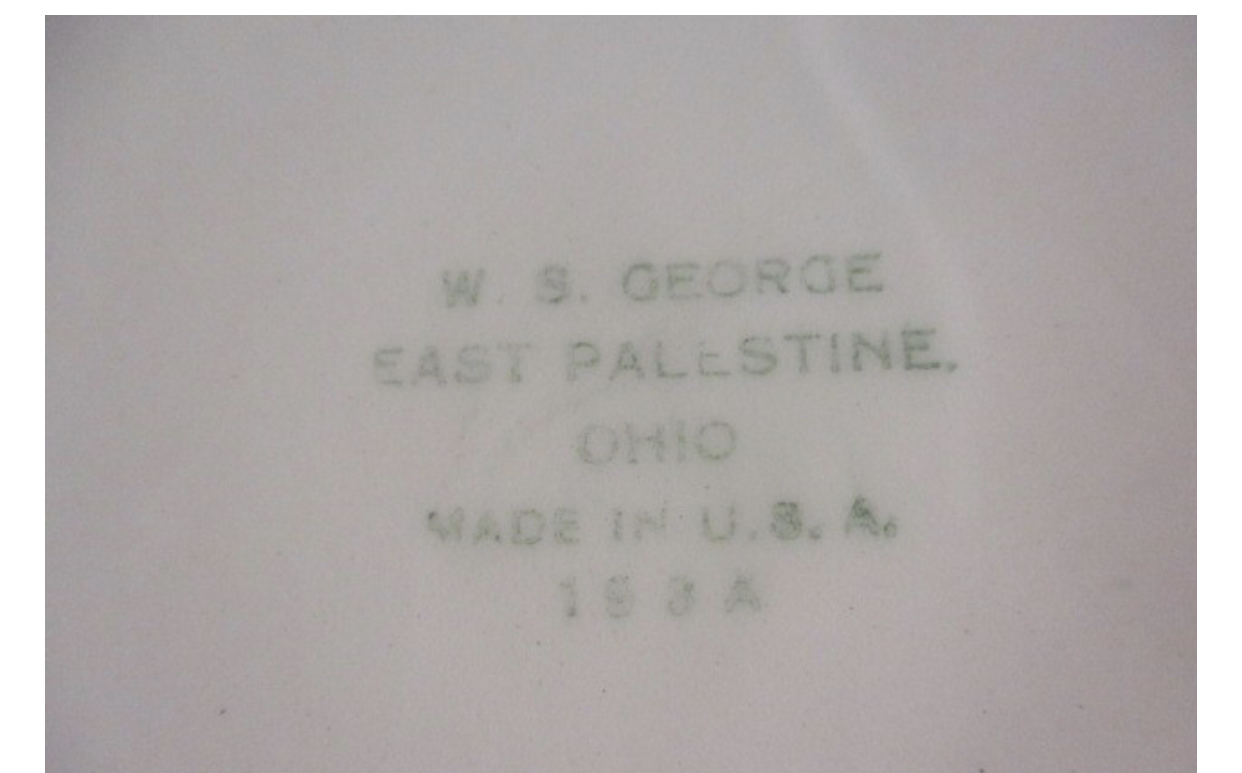 W. S. GEORGE
EAST PALESTINE,
OHIO
MADE IN U.S.A.